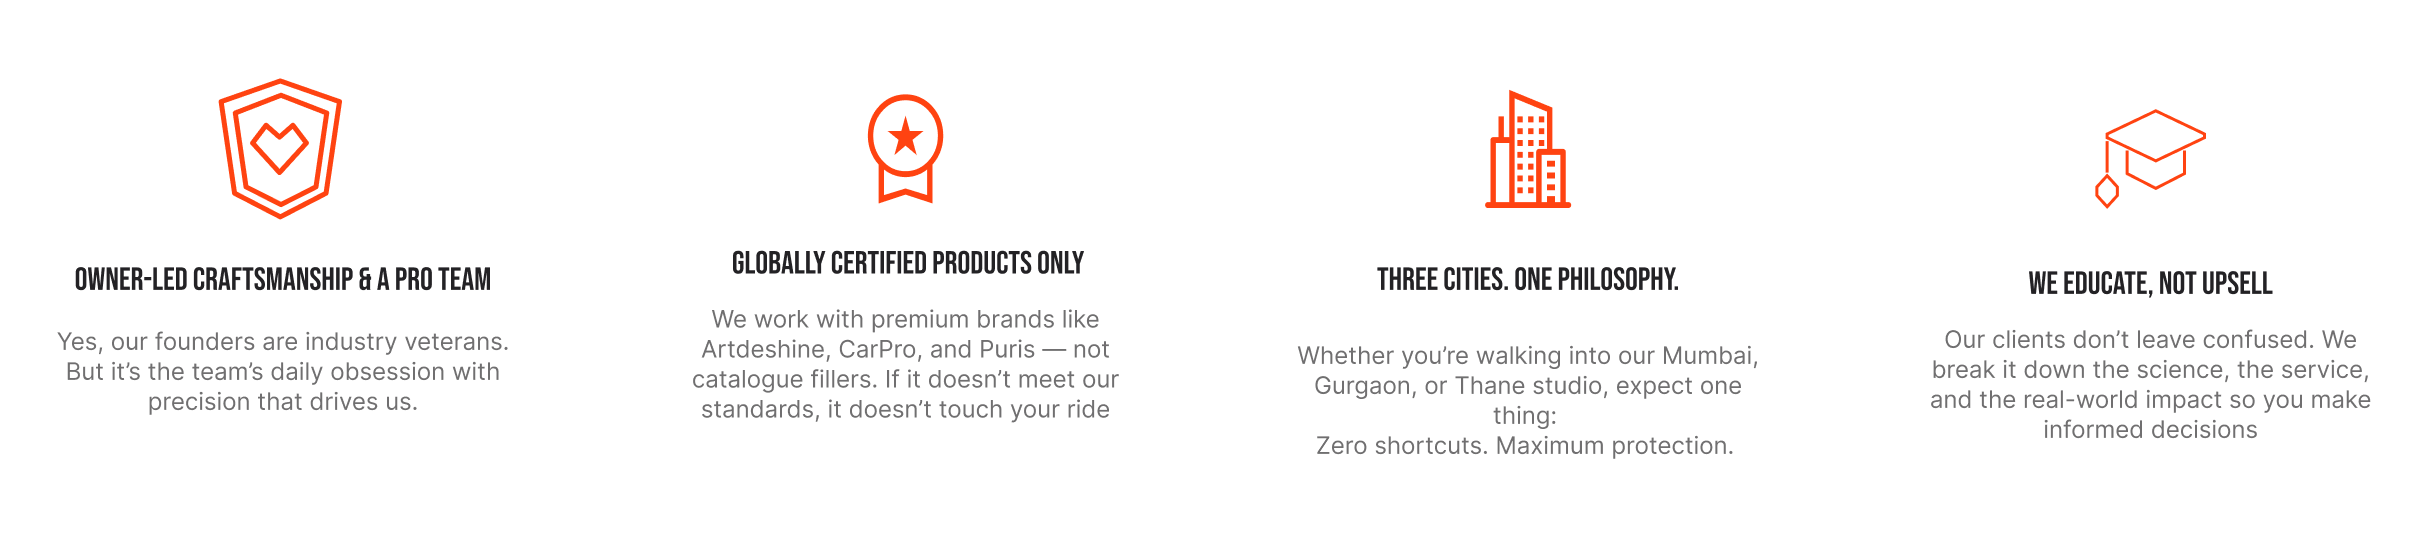 OWNER-LED CRAFTSMANSHIP & A PRO TEAM
Yes, our founders are industry veterans.
But it’s the team’s daily obsession with
precision that drives us.
GLOBALLY CERTIFIED PRODUCTS ONLY
We work with premium brands like
Artdeshine, CarPro, and Puris — not
catalogue fillers. If it doesn’t meet our
standards, it doesn’t touch your ride
THREE CITIES. ONE PHILOSOPHY.
Whether you’re walking into our Mumbai,
Gurgaon, or Thane studio, expect one
thing:
Zero shortcuts. Maximum protection.
WE EDUCATE, NOT UPSELL
Our clients don’t leave confused. We
break it down the science, the service,
and the real-world impact so you make
informed decisions